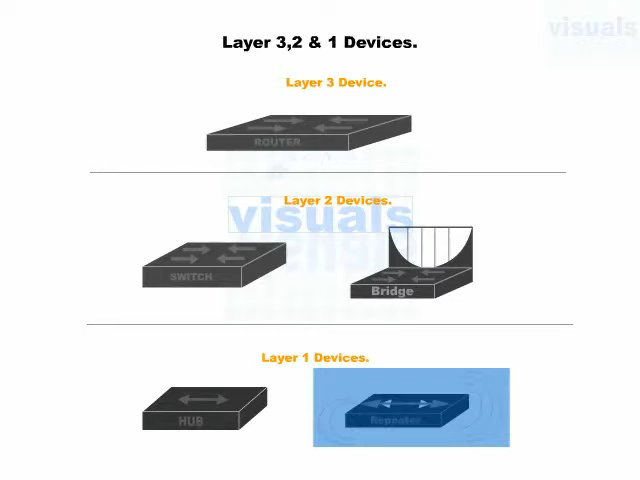 visuals
Layer 3,2 & 1 Devices.
Layer 3 Device.
ROUTER
Layer 2 Devices.
visuals
SWITCH
Bridge
Layer 1 Devices.
HUB
Repeater